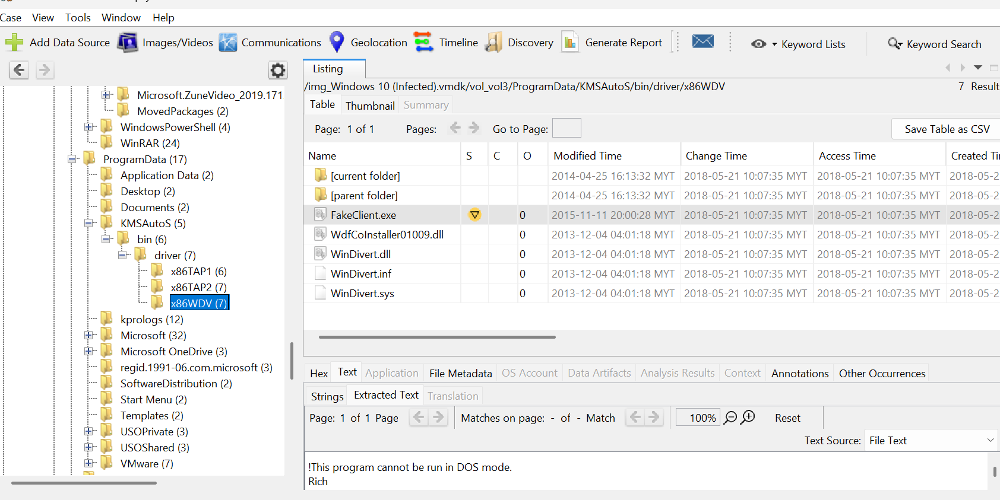 Case View Tools Window Help
Add Data Source Images/Videos Communications Geolocation Timeline Discovery Generate Report Keyword Lists Keyword Search
Listing
/img_Windows 10 (Infected).vmdk/vol_vol3/ProgramData/KMSAutoS/bin/driver/x86WDV 7 Result
Table Thumbnail Summary
Page: 1 of 1 Pages: Go to Page: Save Table as CSV
Name S C O Modified Time Change Time Access Time Created Ti
[current folder] 2014-04-25 16:13:32 MYT 2018-05-21 10:07:35 MYT 2018-05-21 10:07:35 MYT 2018-05-2
[parent folder] 2014-04-25 16:13:32 MYT 2018-05-21 10:07:35 MYT 2018-05-21 10:07:35 MYT 2018-05-2
FakeClient.exe 0 2015-11-11 20:00:28 MYT 2018-05-21 10:07:35 MYT 2018-05-21 10:07:35 MYT 2018-05-2
WdfCoInstaller01009.dll 0 2013-12-04 04:01:18 MYT 2018-05-21 10:07:35 MYT 2018-05-21 10:07:35 MYT 2018-05-2
WinDivert.dll 0 2013-12-04 04:01:18 MYT 2018-05-21 10:07:35 MYT 2018-05-21 10:07:35 MYT 2018-05-2
WinDivert.inf 0 2013-12-04 04:01:18 MYT 2018-05-21 10:07:35 MYT 2018-05-21 10:07:35 MYT 2018-05-2
WinDivert.sys 0 2013-12-04 04:01:18 MYT 2018-05-21 10:07:35 MYT 2018-05-21 10:07:35 MYT 2018-05-2
Microsoft.ZuneVideo_2019.171
MovedPackages (2)
WindowsPowerShell (4)
WinRAR (24)
ProgramData (17)
Application Data (2)
Desktop (2)
Documents (2)
KMSAutoS (5)
bin (6)
driver (7)
x86TAP1 (6)
x86TAP2 (7)
x86WDV (7)
kprologs (12)
Microsoft (32)
Microsoft OneDrive (3)
regid.1991-06.com.microsoft (3)
SoftwareDistribution (2)
Start Menu (2)
Templates (2)
USOPrivate (3)
USOShared (3)
VMware (7)
Hex Text Application File Metadata OS Account Data Artifacts Analysis Results Context Annotations Other Occurrences
Strings Extracted Text Translation
Page: 1 of 1 Page Matches on page: - of - Match 100% Reset
Text Source: File Text
!This program cannot be run in DOS mode.
Rich